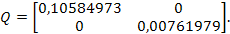 Q = [0,10584973 0
0 0,00761979].